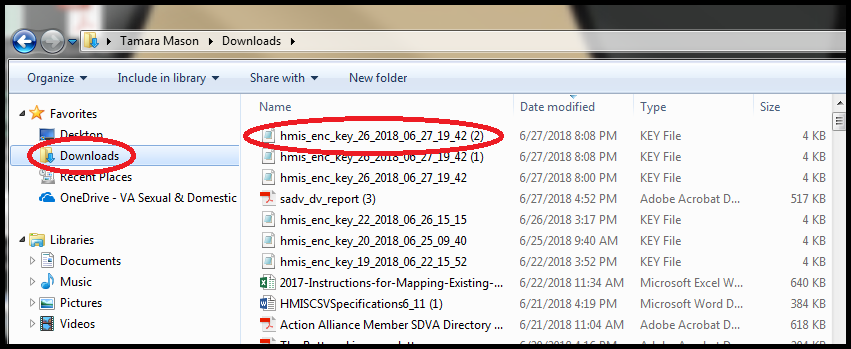 Tamara Mason Downloads
Organize Include in library Share with New folder
Name Date modified Type Size
Favorites
Desktop
Downloads
Recent Places
OneDrive - VA Sexual & Domestic
Libraries
Documents
Music
Pictures
Videos
hmis_enc_key_26_2018_06_27_19_42 (2) 6/27/2018 8:08 PM KEY File 4 KB
hmis_enc_key_26_2018_06_27_19_42 (1) 6/27/2018 8:08 PM KEY File 4 KB
hmis_enc_key_26_2018_06_27_19_42 6/27/2018 8:00 PM KEY File 4 KB
sadv_dv_report (3) 6/27/2018 4:52 PM Adobe Acrobat D... 517 KB
hmis_enc_key_22_2018_06_26_15_15 6/26/2018 3:17 PM KEY File 4 KB
hmis_enc_key_20_2018_06_25_09_40 6/25/2018 9:40 AM KEY File 4 KB
hmis_enc_key_19_2018_06_22_15_52 6/22/2018 3:52 PM KEY File 4 KB
2017-Instructions-for-Mapping-Existing-... 6/22/2018 11:34 AM Microsoft Excel W... 640 KB
HMISCSVSpecifications6_11 (1) 6/21/2018 4:19 PM Microsoft Word D... 384 KB
Action Alliance Member SDVA Directory ... 6/21/2018 11:04 AM Adobe Acrobat D... 677 KB